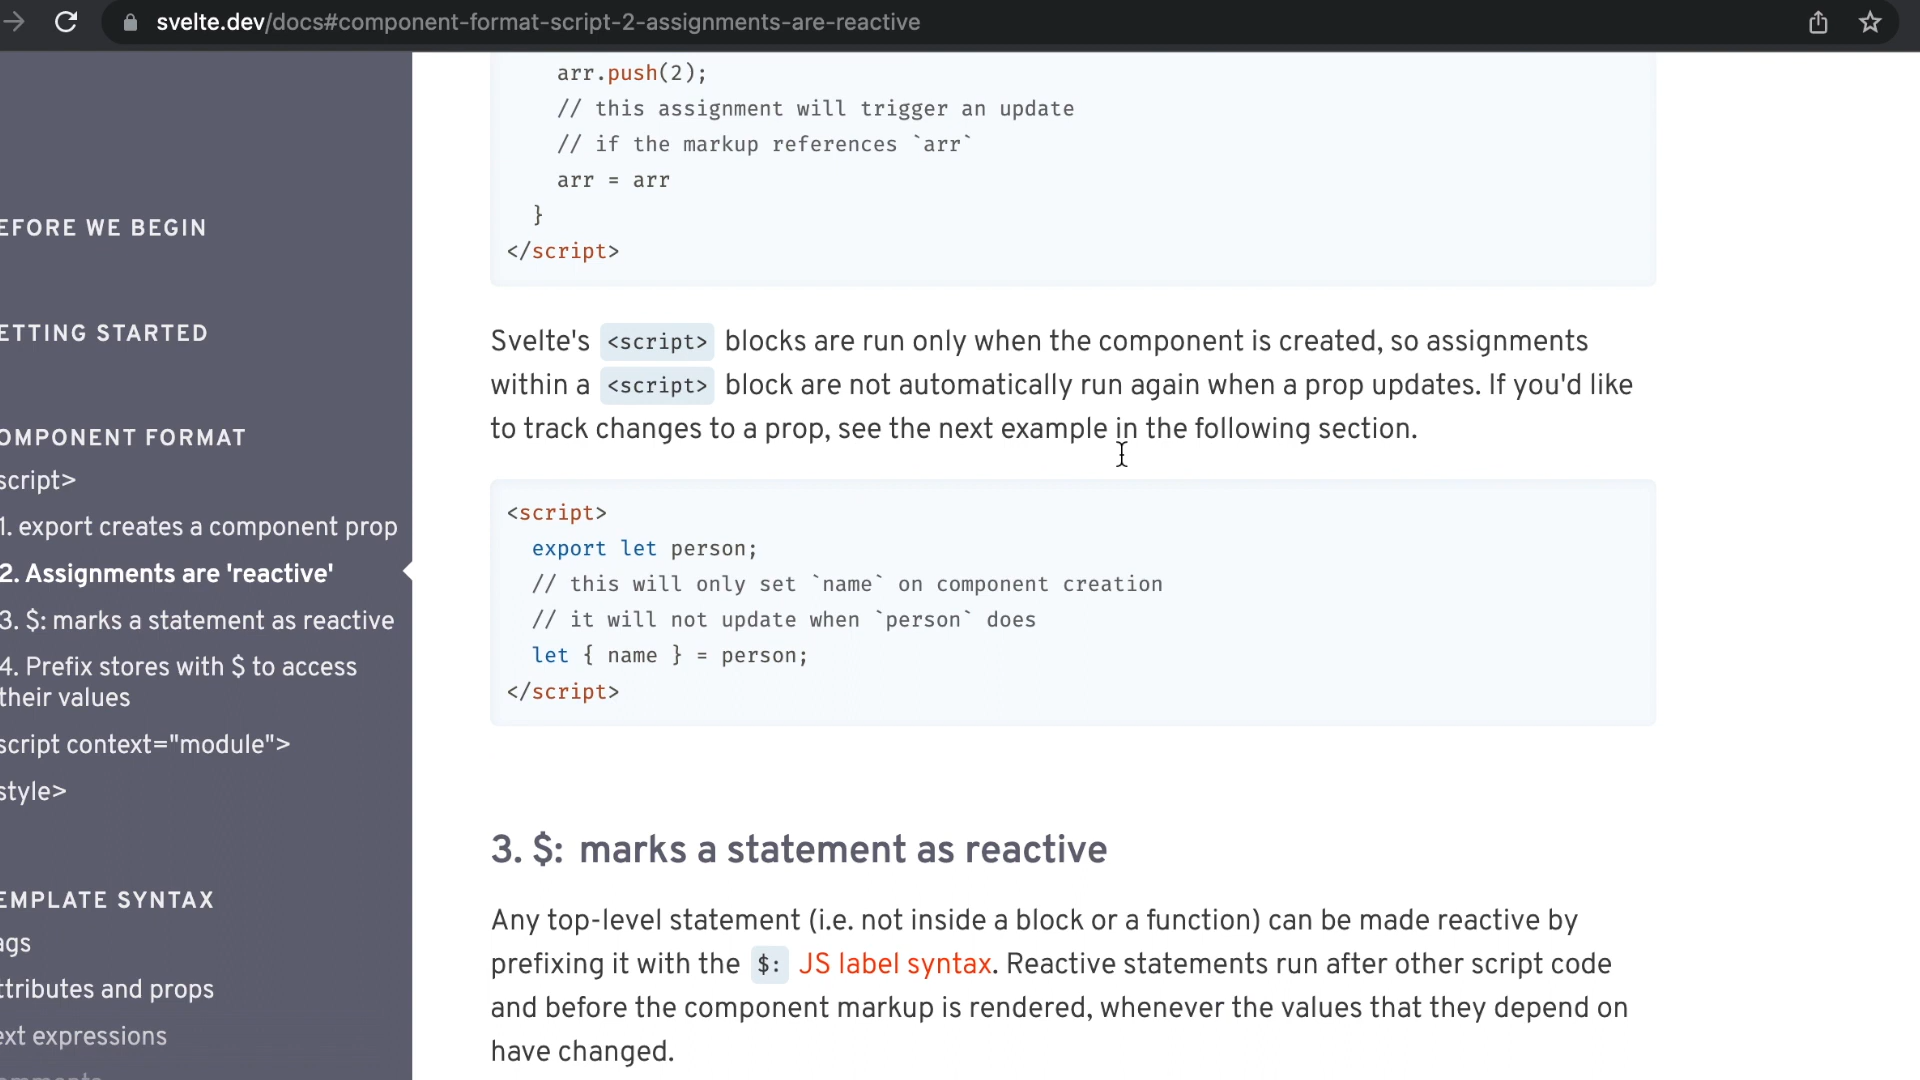 svelte.dev/docs#component-format-script-2-assignments-are-reactive
EFORE WE BEGIN
ETTING STARTED
OMPONENT FORMAT
script>
1. export creates a component prop
2. Assignments are 'reactive'
3. $: marks a statement as reactive
4. Prefix stores with $ to access
their values
script context="module">
style>
EMPLATE SYNTAX
ags
ttributes and props
ext expressions
arr.push(2);
// this assignment will trigger an update
// if the markup references `arr`
arr = arr
}
</script>
Svelte's <script> blocks are run only when the component is created, so assignments
within a <script> block are not automatically run again when a prop updates. If you'd like
to track changes to a prop, see the next example in the following section.
<script>
export let person;
// this will only set `name` on component creation
// it will not update when `person` does
let { name } = person;
</script>
3. $: marks a statement as reactive
Any top-level statement (i.e. not inside a block or a function) can be made reactive by
prefixing it with the $: JS label syntax. Reactive statements run after other script code
and before the component markup is rendered, whenever the values that they depend on
have changed.